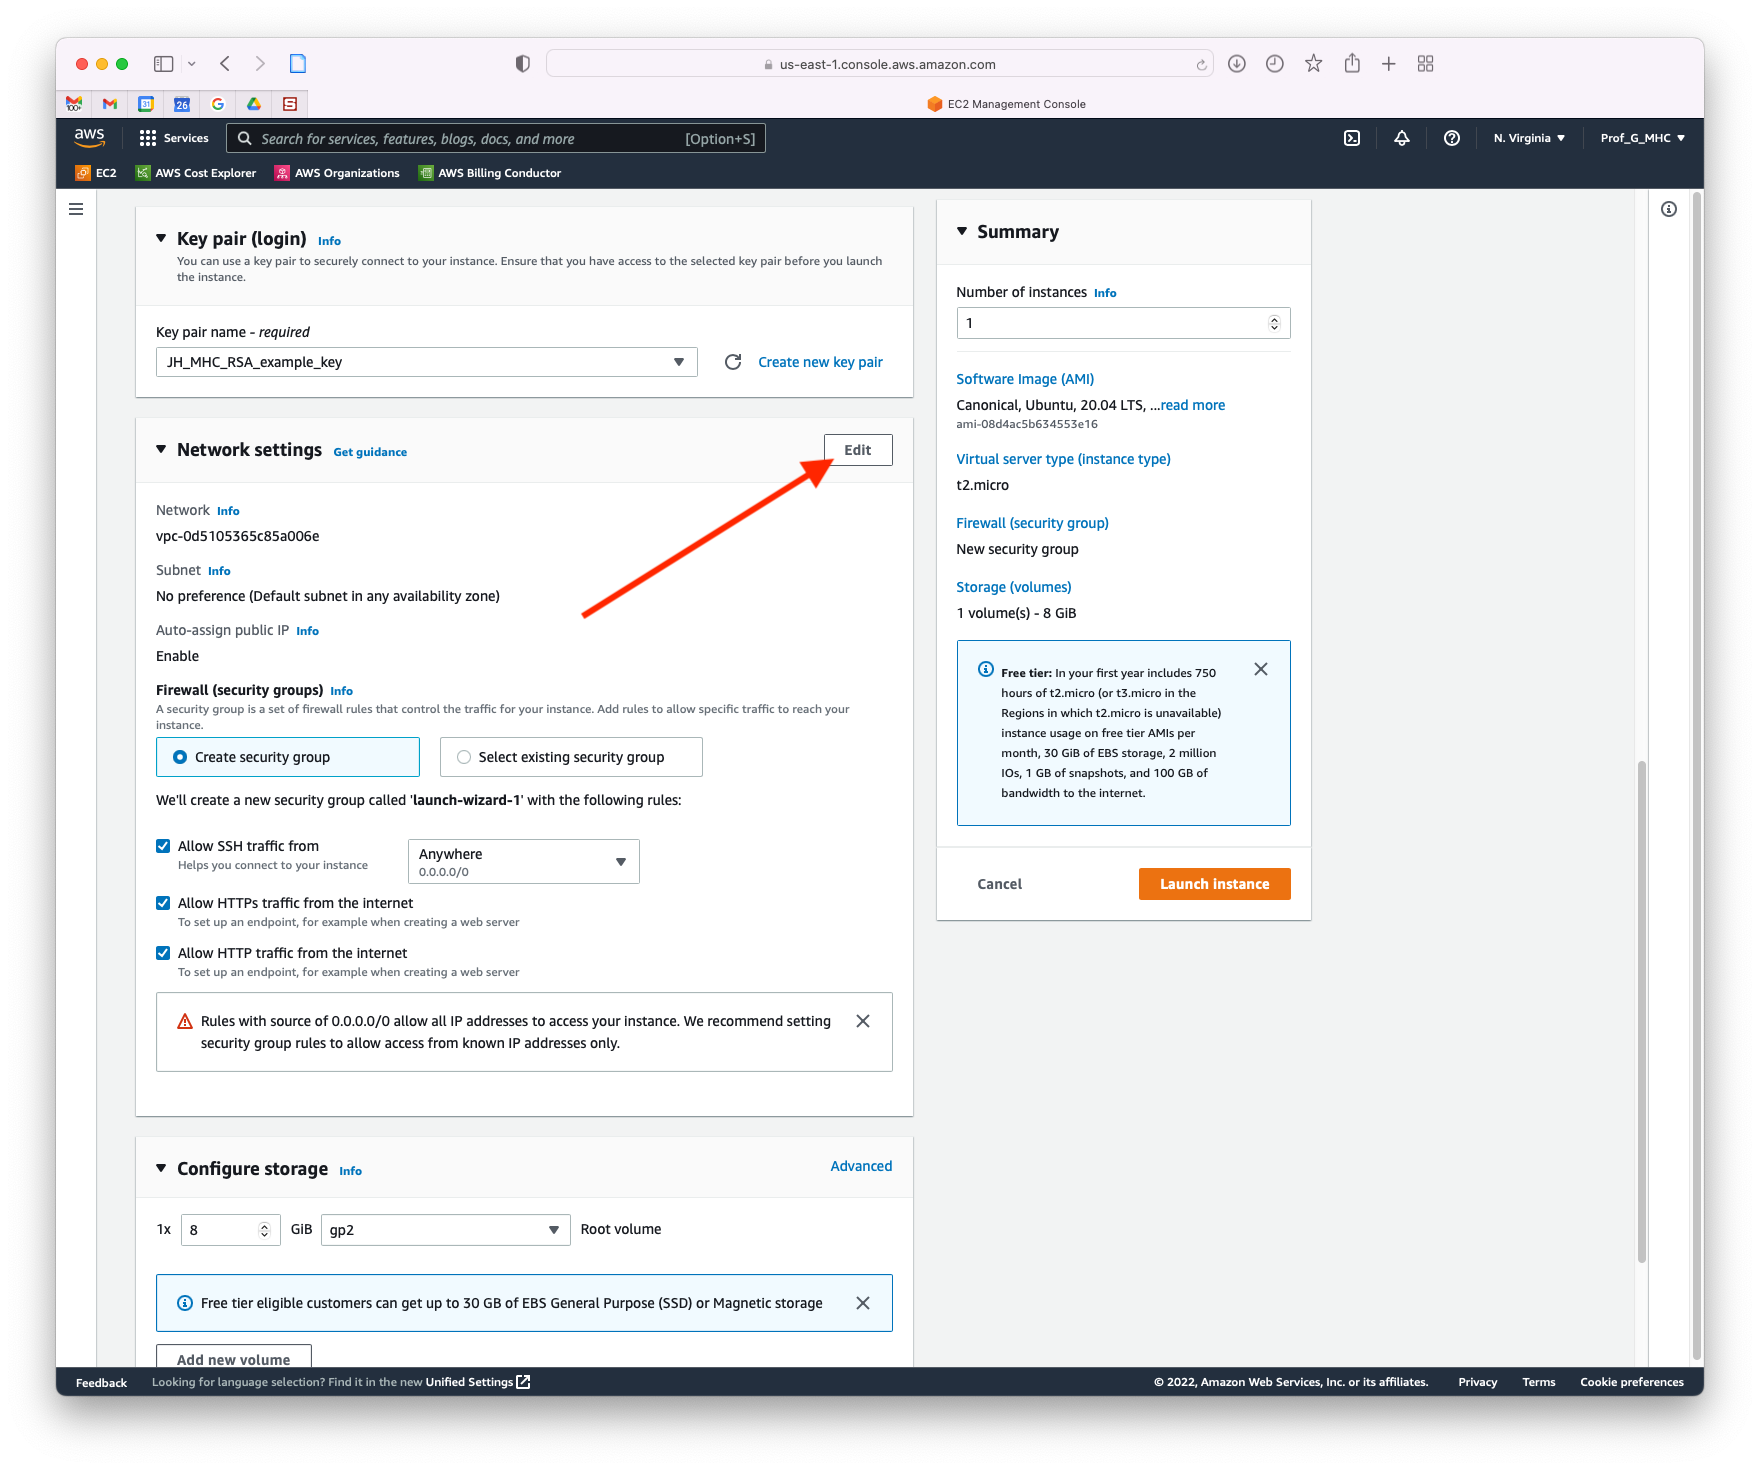 us-east-1.console.aws.amazon.com
EC2 Management Console
aws
Services
Search for services, features, blogs, docs, and more
[Option+S]
N. Virginia
Prof_G_MHC
EC2
AWS Cost Explorer
AWS Organizations
AWS Billing Conductor
Key pair (login) Info
You can use a key pair to securely connect to your instance. Ensure that you have access to the selected key pair before you launch
the instance.
Key pair name - required
JH_MHC_RSA_example_key
Create new key pair
Network settings Get guidance
Edit
Network Info
vpc-0d5105365c85a006e
Subnet Info
No preference (Default subnet in any availability zone)
Auto-assign public IP Info
Enable
Firewall (security groups) Info
A security group is a set of firewall rules that control the traffic for your instance. Add rules to allow specific traffic to reach your
instance.
Create security group
Select existing security group
We'll create a new security group called 'launch-wizard-1' with the following rules:
Allow SSH traffic from
Helps you connect to your instance
Anywhere
0.0.0.0/0
Allow HTTPs traffic from the internet
To set up an endpoint, for example when creating a web server
Allow HTTP traffic from the internet
To set up an endpoint, for example when creating a web server
Rules with source of 0.0.0.0/0 allow all IP addresses to access your instance. We recommend setting
security group rules to allow access from known IP addresses only.
Configure storage Info
Advanced
1x
8
GiB
gp2
Root volume
Free tier eligible customers can get up to 30 GB of EBS General Purpose (SSD) or Magnetic storage
Add new volume
Summary
Number of instances Info
1
Software Image (AMI)
Canonical, Ubuntu, 20.04 LTS, ...read more
ami-08d4ac5b634553e16
Virtual server type (instance type)
t2.micro
Firewall (security group)
New security group
Storage (volumes)
1 volume(s) - 8 GiB
Free tier: In your first year includes 750
hours of t2.micro (or t3.micro in the
Regions in which t2.micro is unavailable)
instance usage on free tier AMIs per
month, 30 GiB of EBS storage, 2 million
IOs, 1 GB of snapshots, and 100 GB of
bandwidth to the internet.
Cancel
Launch instance
Feedback
Looking for language selection? Find it in the new Unified Settings
© 2022, Amazon Web Services, Inc. or its affiliates.
Privacy
Terms
Cookie preferences